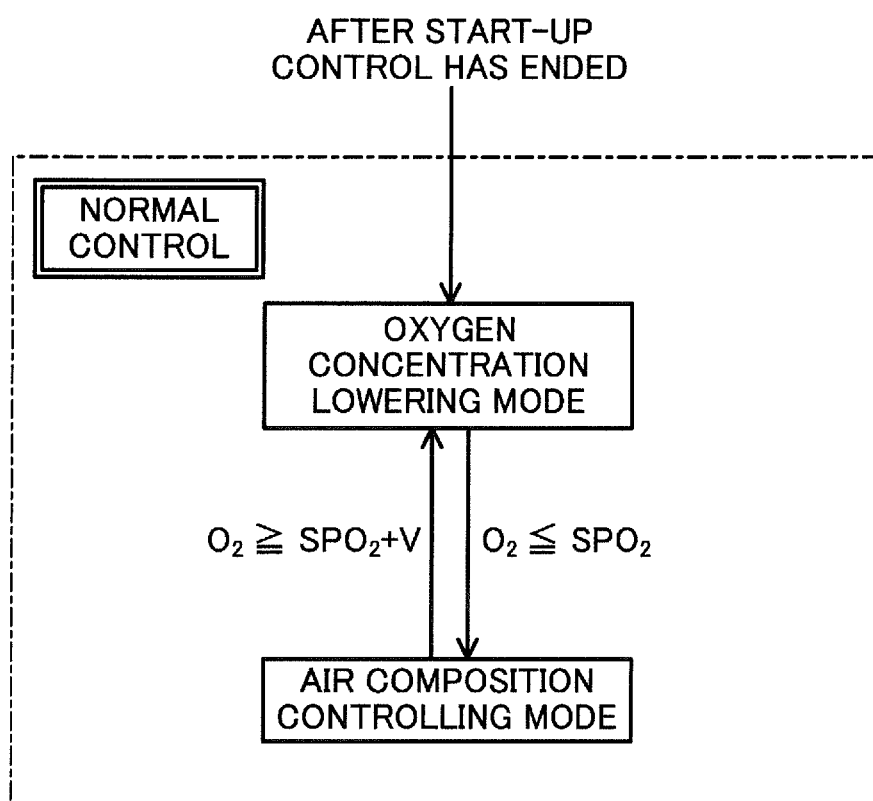 AFTER START-UP
CONTROL HAS ENDED
NORMAL
CONTROL
OXYGEN
CONCENTRATION
LOWERING MODE
O₂ ≧ SPO₂+V
O₂ ≦ SPO₂
AIR COMPOSITION
CONTROLLING MODE